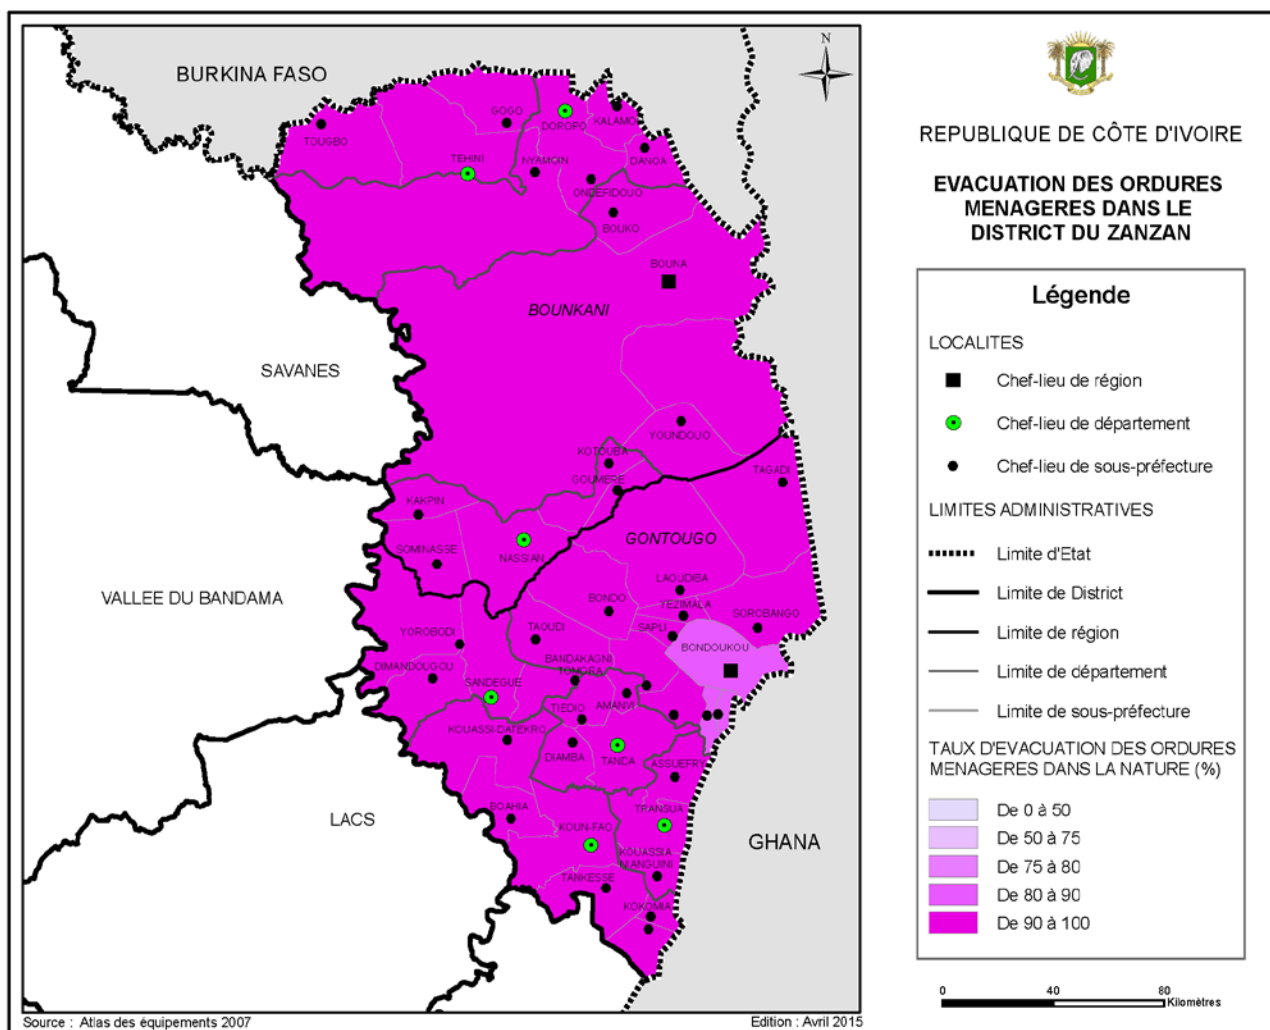 BURKINA FASO
N
TOUGBO
GOGO
DOROPO
KALAMON
DANOA
TEHINI
NYAMOIN
ONDEFIDOUO
BOUKO
BOUNA
BOUNKANI
SAVANES
YOUNDOUO
KOTOUBA
GOUMERE
TAGADI
KAKPIN
SOMINASSE
NASSIAN
GONTOUGO
LAOUDIBA
VALLEE DU BANDAMA
BONDO
YEZIMALA
SOROBANGO
YOROBODI
TAOUDI
SAPLI
BONDOUKOU
BANDAKAGNI
TOMORA
DIMANDOUGOU
SANDEGUE
AMANVI
TIEDIO
KOUASSI-DATEKRO
DIAMBA
TANDA
ASSUEFRY
BOAHIA
TRANSUA
LACS
KOUN-FAO
GHANA
KOUASSIA
NIANGUINI
TANKESSE
KOKOMIA
Source : Atlas des équipements 2007
Edition : Avril 2015
REPUBLIQUE DE CÔTE D'IVOIRE
EVACUATION DES ORDURES
MENAGERES DANS LE
DISTRICT DU ZANZAN
Légende
LOCALITES
Chef-lieu de région
Chef-lieu de département
Chef-lieu de sous-préfecture
LIMITES ADMINISTRATIVES
Limite d'Etat
Limite de District
Limite de région
Limite de département
Limite de sous-préfecture
TAUX D'EVACUATION DES ORDURES
MENAGERES DANS LA NATURE (%)
De 0 à 50
De 50 à 75
De 75 à 80
De 80 à 90
De 90 à 100
0 40 80
Kilomètres